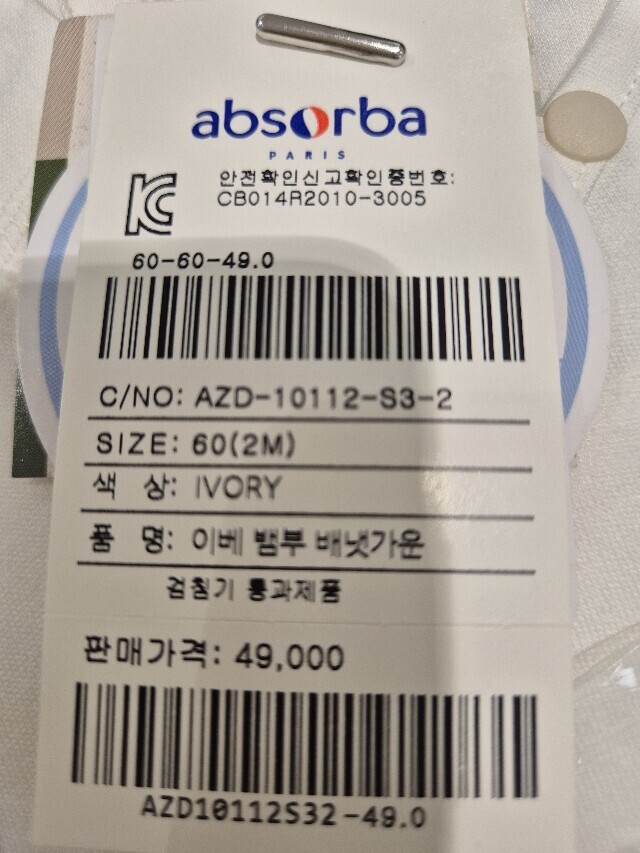 absorba
PARIS
안전확인신고확인증번호:
CB014R2010-3005
60-60-49.0
C/NO: AZD-10112-S3-2
SIZE: 60(2M)
색 상: IVORY
품 명: 이베 뱀부 배냇가운
검침기 통과제품
판매가격: 49,000
AZD10112S32-49.0